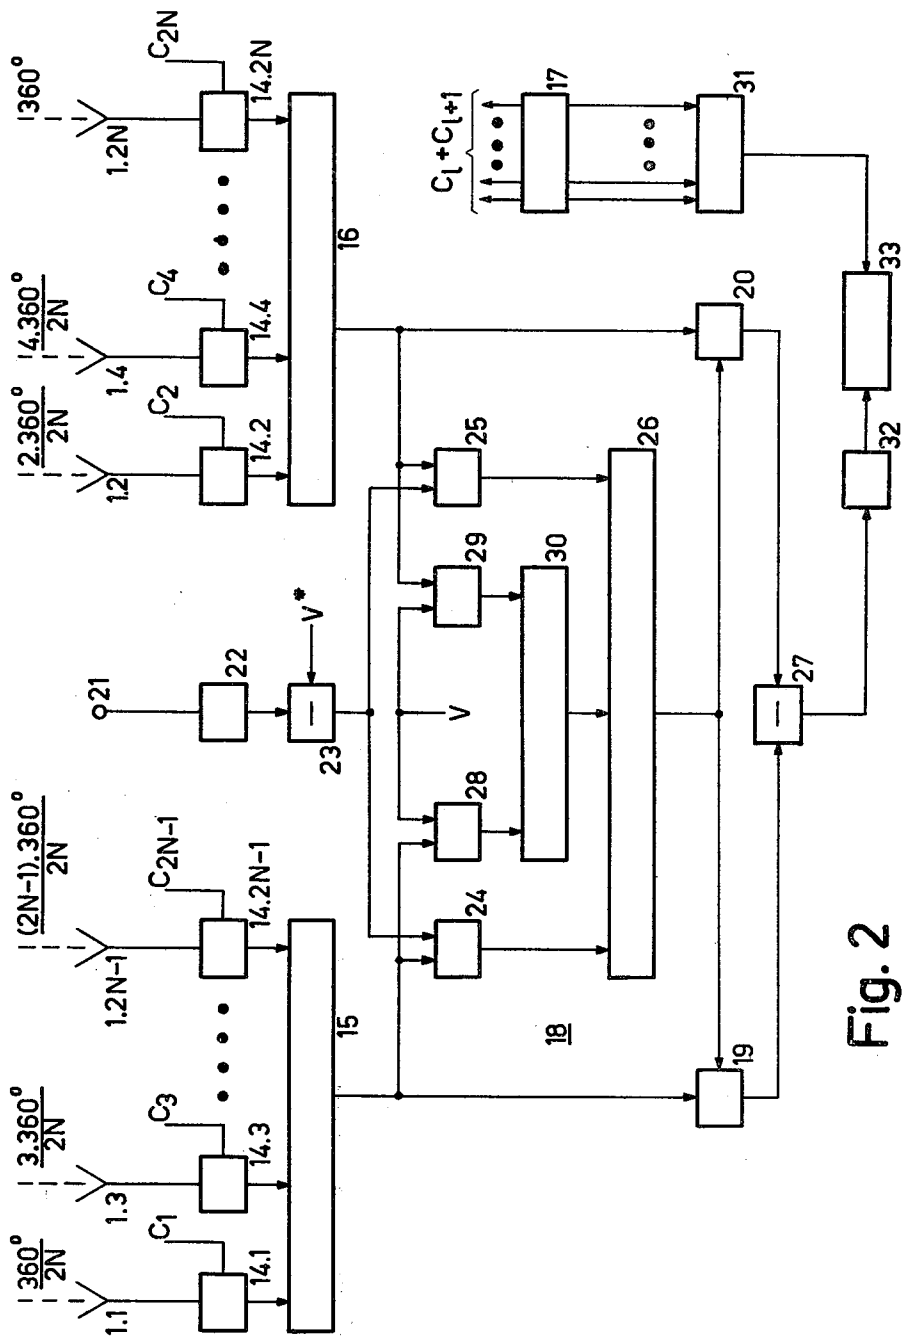 360°
2N
3.360°
2N
(2N-1).360°
2N
2.360°
2N
4.360°
2N
360°
1.1
1.3
1.2N-1
21
1.2
1.4
1.2N
C1
C3
C2N-1
C2
C4
C2N
14.1
14.3
14.2N-1
22
14.2
14.4
14.2N
V*
15
23
16
V
Cl+Cl+1
17
24
28
29
25
18
30
26
19
20
31
27
32
33
Fig. 2